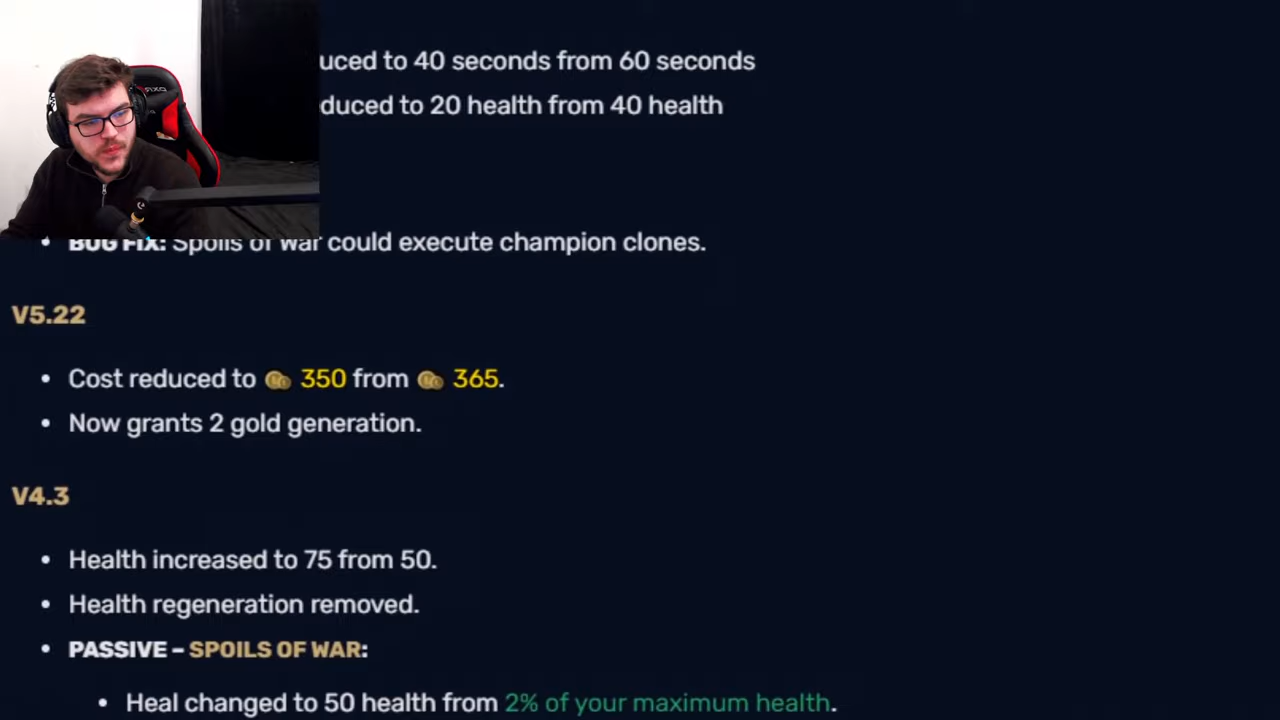 uced to 40 seconds from 60 seconds
duced to 20 health from 40 health
• BUG FIX: Spoils of War could execute champion clones.
V5.22
• Cost reduced to 350 from 365.
• Now grants 2 gold generation.
V4.3
• Health increased to 75 from 50.
• Health regeneration removed.
• PASSIVE – SPOILS OF WAR:
• Heal changed to 50 health from 2% of your maximum health.